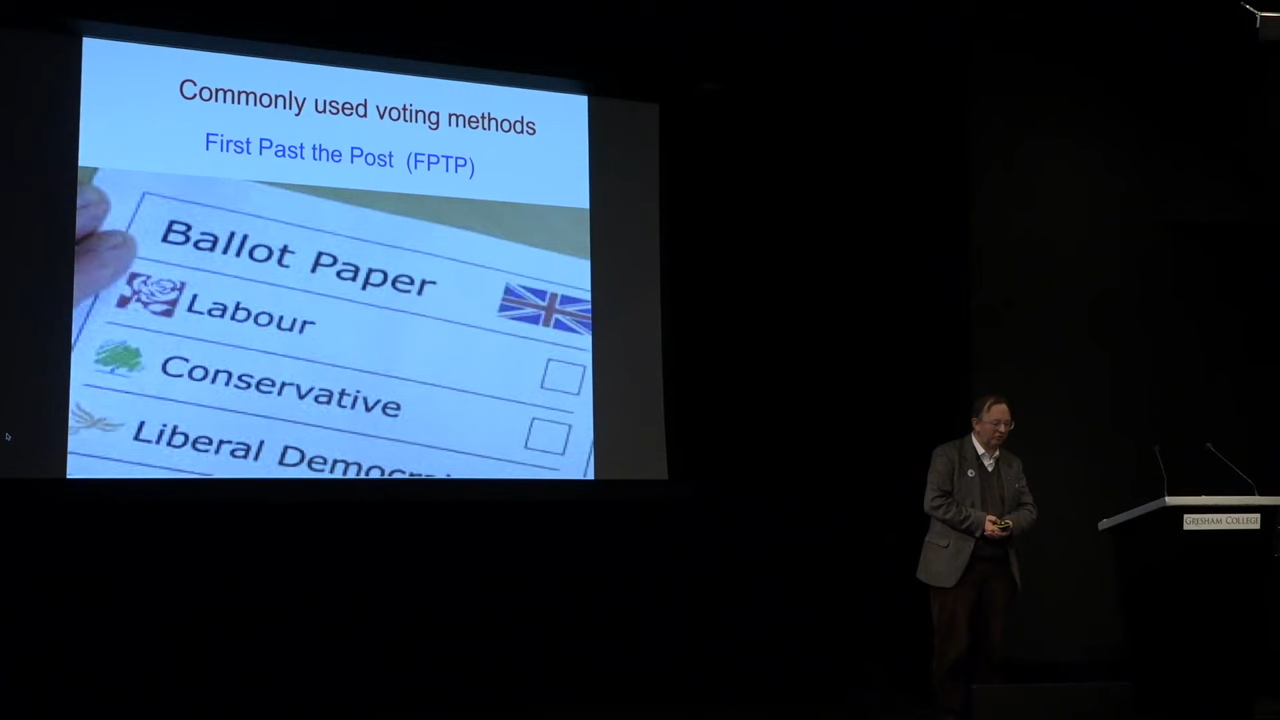 Commonly used voting methods
First Past the Post (FPTP)
Ballot Paper
Labour
Conservative
Liberal
GRESHAM COLLEGE